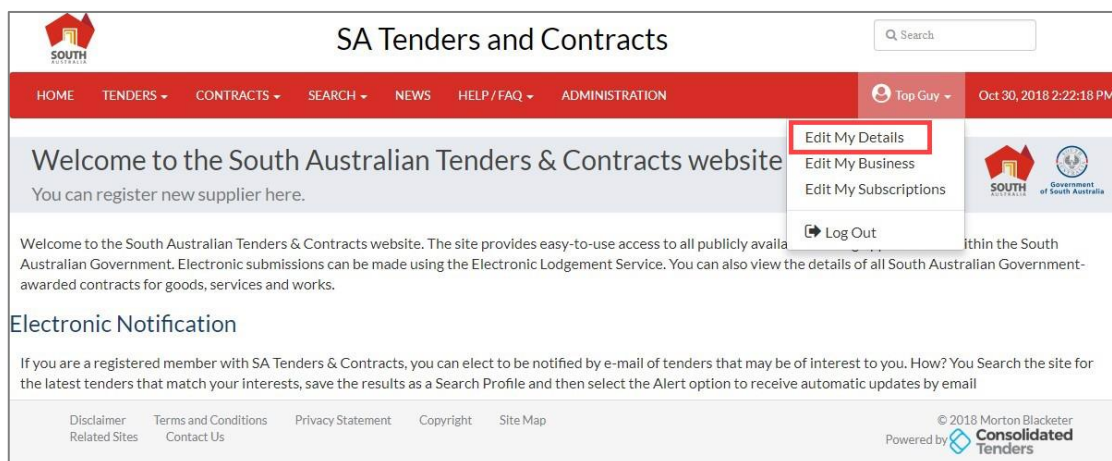 SOUTH
AUSTRALIA
SA Tenders and Contracts
Search
HOME TENDERS CONTRACTS SEARCH NEWS HELP / FAQ ADMINISTRATION Top Guy Oct 30, 2018 2:22:18 PM
Edit My Details
Edit My Business
Edit My Subscriptions
Log Out
Welcome to the South Australian Tenders & Contracts website
You can register new supplier here.
SOUTH
AUSTRALIA
Government
of South Australia
Welcome to the South Australian Tenders & Contracts website. The site provides easy-to-use access to all publicly availa ithin the South
Australian Government. Electronic submissions can be made using the Electronic Lodgement Service. You can also view the details of all South Australian Government-
awarded contracts for goods, services and works.
Electronic Notification
If you are a registered member with SA Tenders & Contracts, you can elect to be notified by e-mail of tenders that may be of interest to you. How? You Search the site for
the latest tenders that match your interests, save the results as a Search Profile and then select the Alert option to receive automatic updates by email
Disclaimer Terms and Conditions Privacy Statement Copyright Site Map
Related Sites Contact Us
© 2018 Morton Blacketer
Powered by Consolidated
Tenders